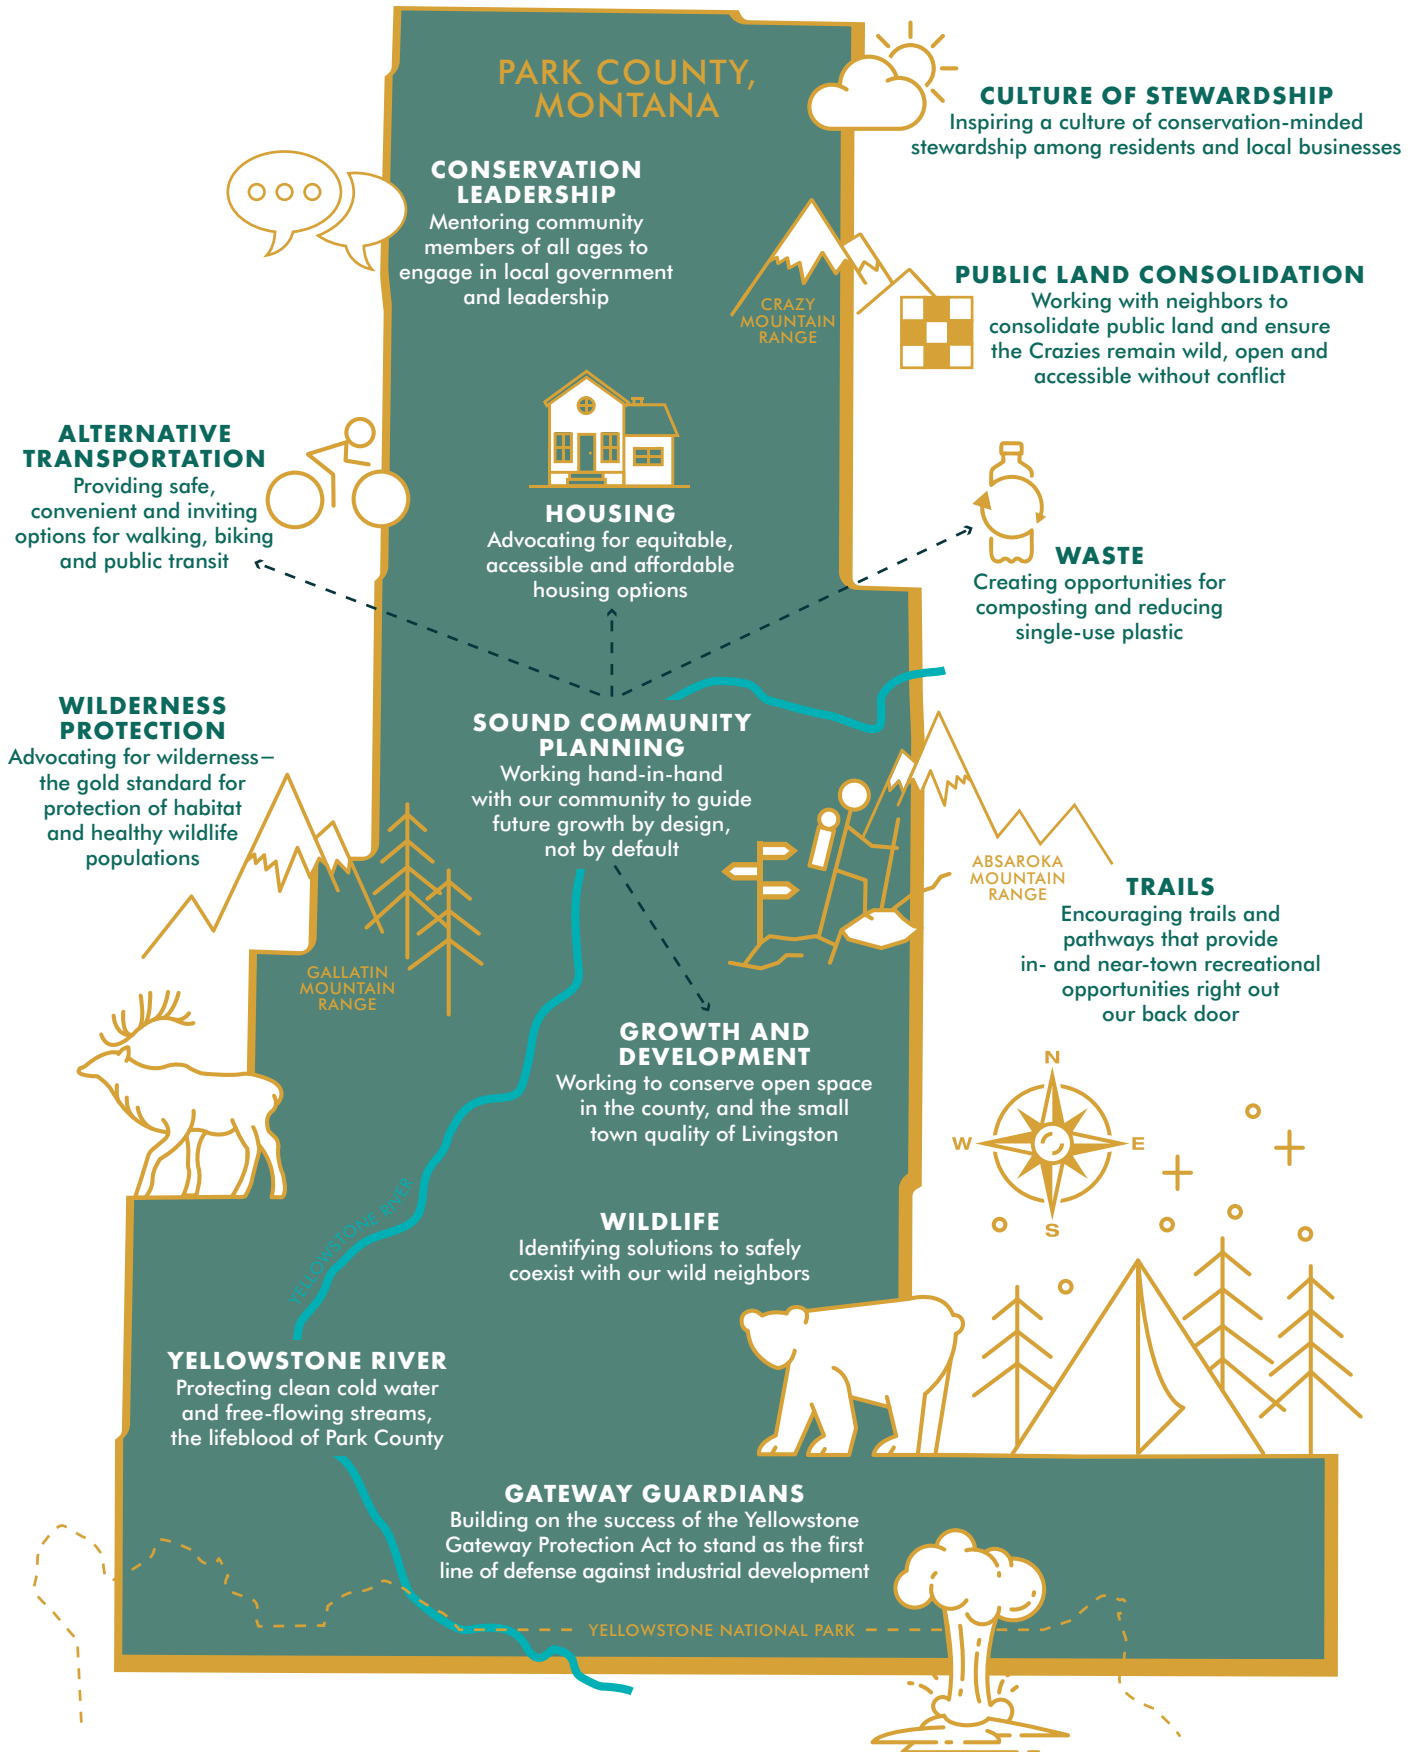 PARK COUNTY,
MONTANA
CULTURE OF STEWARDSHIP
Inspiring a culture of conservation-minded
stewardship among residents and local businesses
CONSERVATION
LEADERSHIP
Mentoring community
members of all ages to
engage in local government
and leadership
CRAZY
MOUNTAIN
RANGE
PUBLIC LAND CONSOLIDATION
Working with neighbors to
consolidate public land and ensure
the Crazies remain wild, open and
accessible without conflict
ALTERNATIVE
TRANSPORTATION
Providing safe,
convenient and inviting
options for walking, biking
and public transit
HOUSING
Advocating for equitable,
accessible and affordable
housing options
WASTE
Creating opportunities for
composting and reducing
single-use plastic
WILDERNESS
PROTECTION
Advocating for wilderness—
the gold standard for
protection of habitat
and healthy wildlife
populations
SOUND COMMUNITY
PLANNING
Working hand-in-hand
with our community to guide
future growth by design,
not by default
ABSAROKA
MOUNTAIN
RANGE
TRAILS
Encouraging trails and
pathways that provide
in- and near-town recreational
opportunities right out
our back door
GALLATIN
MOUNTAIN
RANGE
GROWTH AND
DEVELOPMENT
Working to conserve open space
in the county, and the small
town quality of Livingston
N
W
E
S
YELLOWSTONE RIVER
WILDLIFE
Identifying solutions to safely
coexist with our wild neighbors
YELLOWSTONE RIVER
Protecting clean cold water
and free-flowing streams,
the lifeblood of Park County
GATEWAY GUARDIANS
Building on the success of the Yellowstone
Gateway Protection Act to stand as the first
line of defense against industrial development
YELLOWSTONE NATIONAL PARK